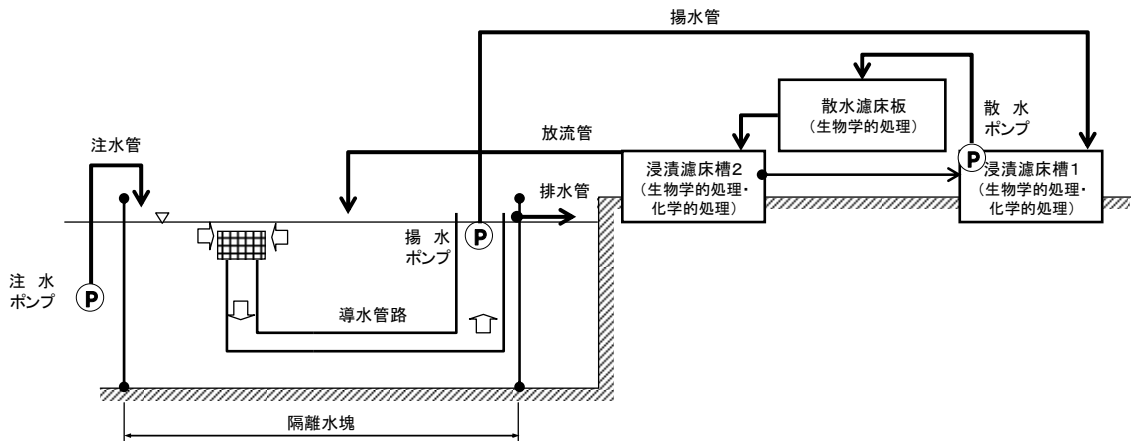 揚水管
散水濾床板
（生物学的処理）
散 水
ポンプ
P
放流管
注水管
浸漬濾床槽2
（生物学的処理・
化学的処理）
浸漬濾床槽1
（生物学的処理・
化学的処理）
排水管
P
揚 水
ポンプ
注 水
ポンプ
P
導水管路
隔離水塊